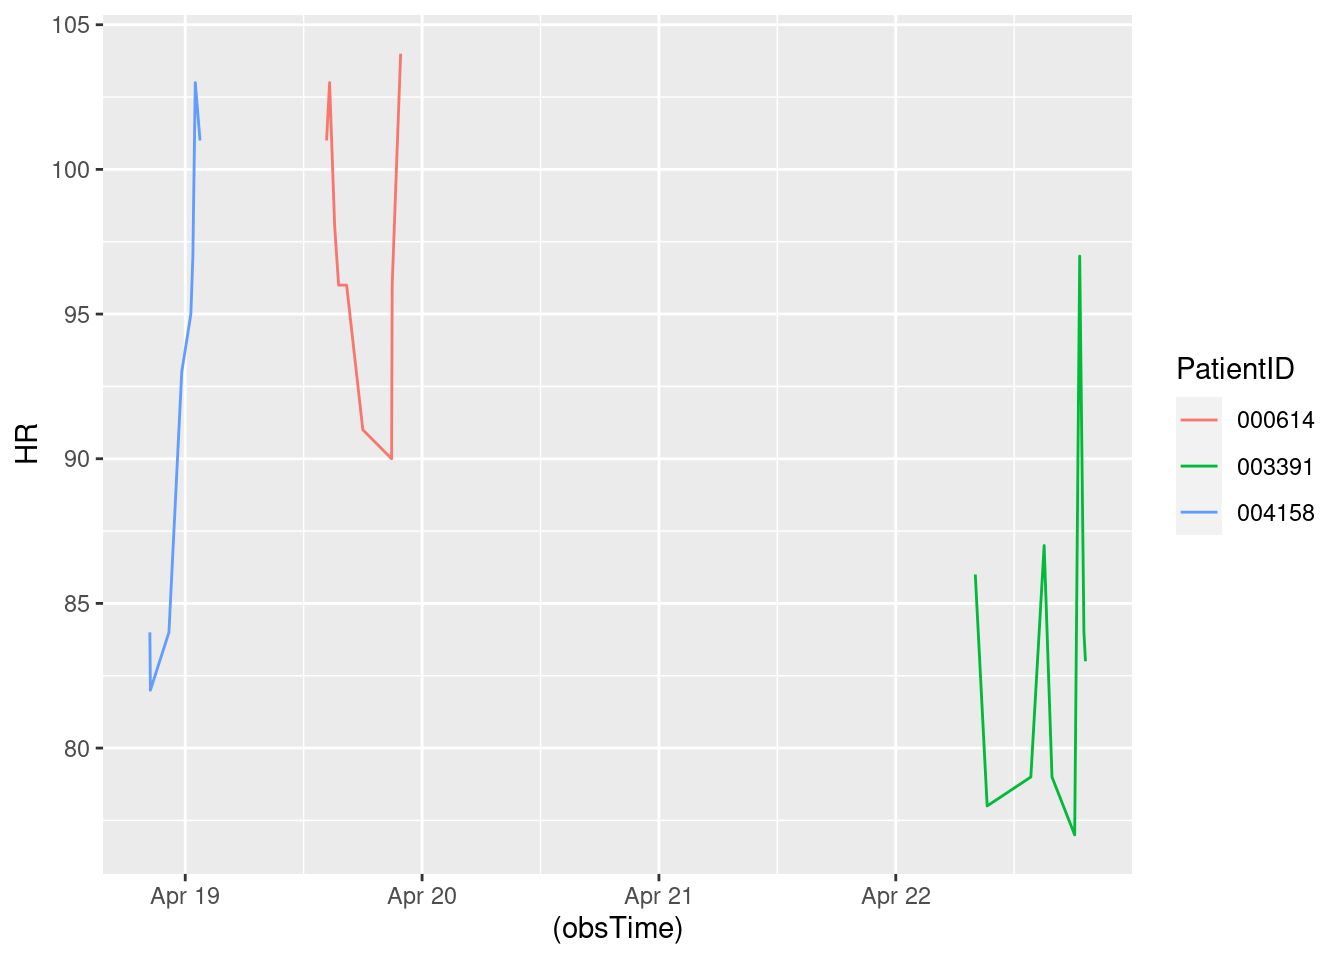 105
100
95
90
85
80
HR
Apr 19
Apr 20
Apr 21
Apr 22
(obsTime)
PatientID
000614
003391
004158